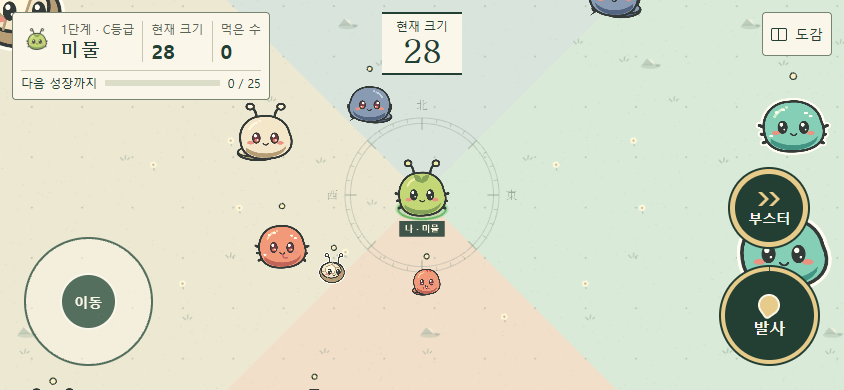 1단계 · C등급
미물
현재 크기
28
먹은 수
0
다음 성장까지
0 / 25
현재 크기
28
도감
北
西
東
나 · 미물
부스터
이동
발사